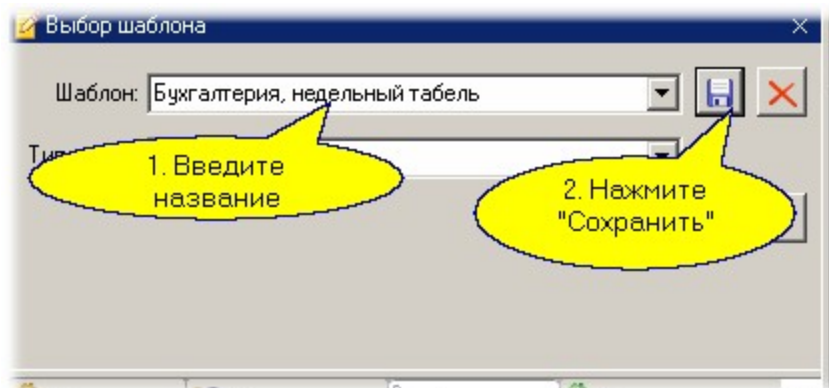 Выбор шаблона
Шаблон: Бухгалтерия, недельный табель
1. Введите
название
2. Нажмите
"Сохранить"